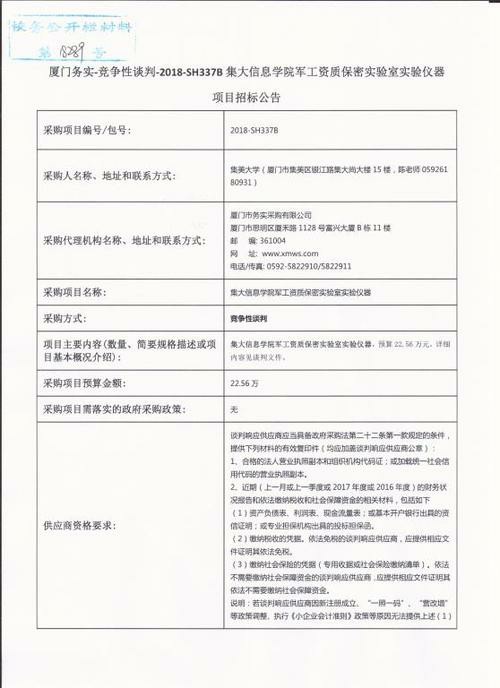 校务公开栏材料
第 18289 号
厦门务实-竞争性谈判-2018-SH337B 集大信息学院军工资质保密实验室实验仪器
项目招标公告
采购项目编号/包号：
2018-SH337B
采购人名称、地址和联系方式：
集美大学（厦门市集美区银江路集大尚大楼 15 楼，陈老师 05926180931）
采购代理机构名称、地址和联系方式：
厦门市务实采购有限公司
厦门市思明区厦禾路 1128 号富兴大厦 B 栋 11 楼
邮 编: 361004
网 址: www.xmws.com
电话/传真: 0592-5822910/5822911
采购项目名称：
集大信息学院军工资质保密实验室实验仪器
采购方式：
竞争性谈判
项目主要内容(数量、简要规格描述或项
目基本概况介绍)：
集大信息学院军工资质保密实验室实验仪器，预算 22.56 万元。详细
内容见谈判文件。
采购项目预算金额：
22.56 万
采购项目需落实的政府采购政策：
无
供应商资格要求：
谈判响应供应商应当具备政府采购法第二十二条第一款规定的条件，
提供下列材料的有效复印件（均应加盖谈判响应供应商公章）：
1、合格的法人营业执照副本和组织机构代码证；或加载统一社会信
用代码的营业执照副本。
2、近期（上一月或上一季度或 2017 年度或 2016 年度）的财务状
况报告和依法缴纳税收和社会保障资金的相关材料，包括如下
（1）资产负债表、利润表、现金流量表；或基本开户银行出具的资
信证明；或专业担保机构出具的投标担保函。
（2）缴纳税收的凭据。依法免税的谈判响应供应商，应提供相应文
件证明其依法免税。
（3）缴纳社会保险的凭据（专用收据或社会保险缴纳清单）。依法
不需要缴纳社会保障资金的谈判响应供应商，应提供相应文件证明其
依法不需要缴纳社会保障资金。
说明：若谈判响应供应商因新注册成立、“一照一码”、“营改增”
等政策调整、执行《小企业会计准则》政策等原因无法提供上述（1）